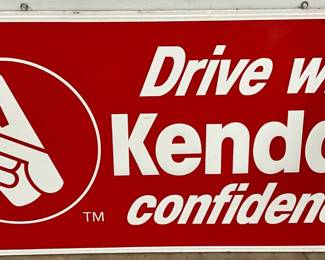 Drive w
Kendo
confiden
TM